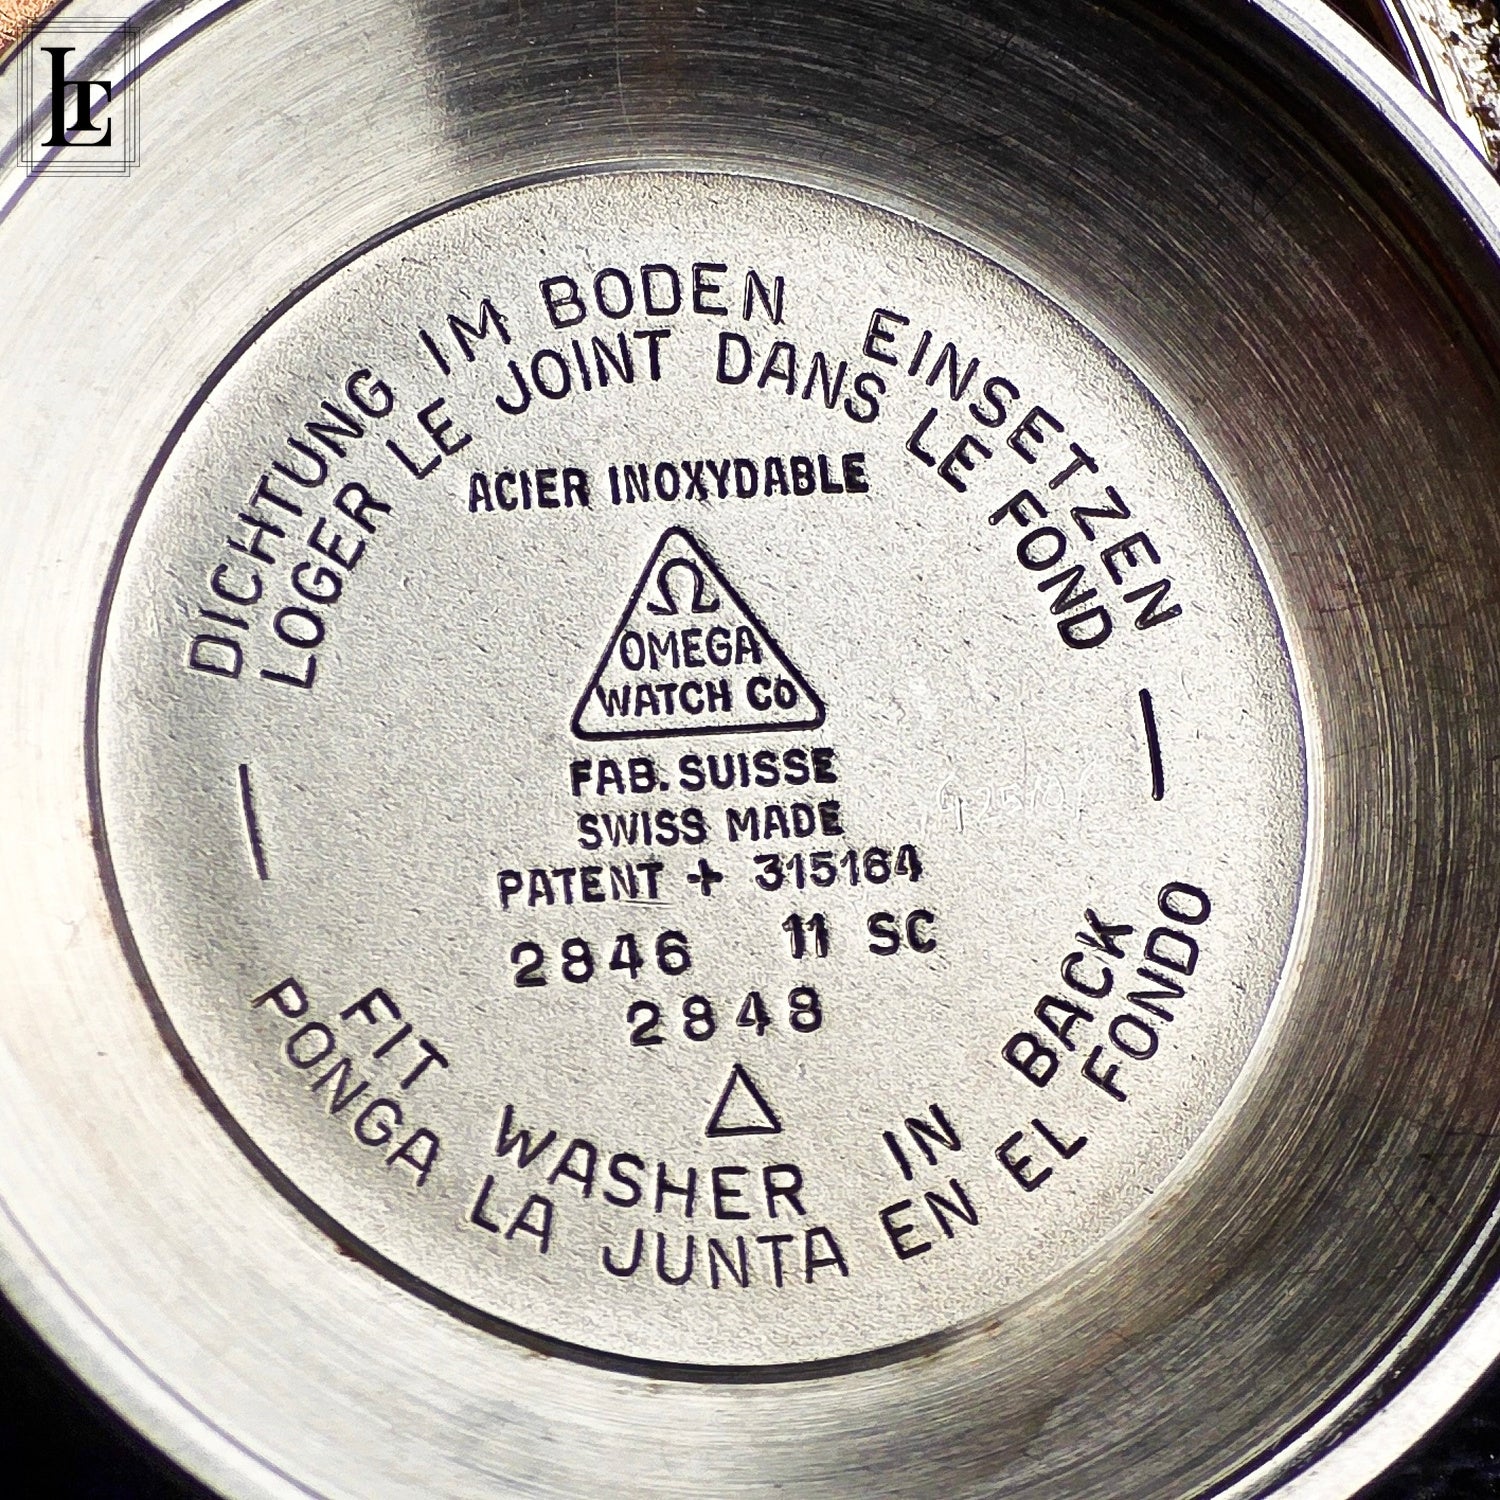 DICHTUNG IM BODEN EINSETZEN
LOGER LE JOINT DANS LE FOND
ACIER INOXYDABLE
Ω
OMEGA
WATCH CO
FAB. SUISSE
SWISS MADE
PATENT + 315164
2846 11 SC
2848
FIT WASHER IN BACK
PONGA LA JUNTA EN EL FONDO